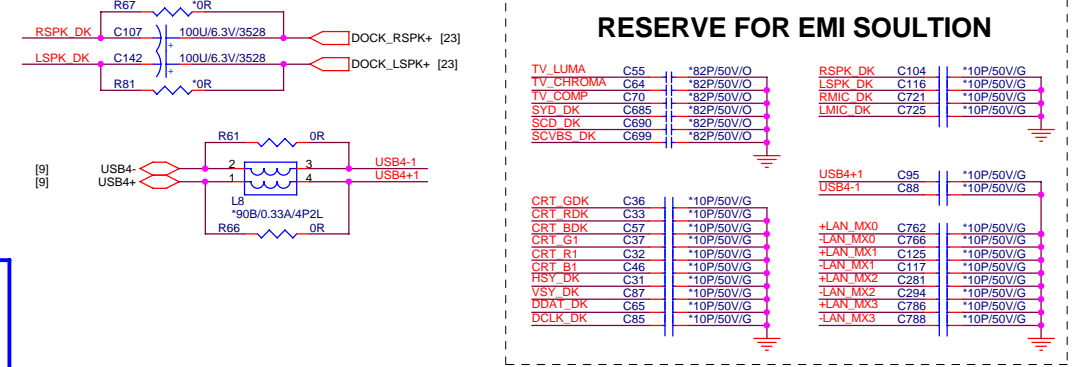 R67 *0R
RSPK_DK C107 100U/6.3V/3528 DOCK_RSPK+ [23]
+
LSPK_DK C142 100U/6.3V/3528 DOCK_LSPK+ [23]
+
R81 *0R
R61 0R
[9] USB4- 2 3 USB4-1
[9] USB4+ 1 4 USB4+1
L8
*90B/0.33A/4P2L
R66 0R
RESERVE FOR EMI SOULTION
TV_LUMA C55 *82P/50V/O
TV_CHROMA C64 *82P/50V/O
TV_COMP C70 *82P/50V/O
SYD_DK C685 *82P/50V/O
SCD_DK C690 *82P/50V/O
SCVBS_DK C699 *82P/50V/O
RSPK_DK C104 *10P/50V/G
LSPK_DK C116 *10P/50V/G
RMIC_DK C721 *10P/50V/G
LMIC_DK C725 *10P/50V/G
CRT_GDK C36 *10P/50V/G
CRT_RDK C33 *10P/50V/G
CRT_BDK C57 *10P/50V/G
CRT_G1 C37 *10P/50V/G
CRT_R1 C32 *10P/50V/G
CRT_B1 C46 *10P/50V/G
HSY_DK C31 *10P/50V/G
VSY_DK C87 *10P/50V/G
DDAT_DK C65 *10P/50V/G
DCLK_DK C85 *10P/50V/G
USB4+1 C95 *10P/50V/G
USB4-1 C88 *10P/50V/G
+LAN_MX0 C762 *10P/50V/G
-LAN_MX0 C766 *10P/50V/G
+LAN_MX1 C125 *10P/50V/G
-LAN_MX1 C117 *10P/50V/G
+LAN_MX2 C281 *10P/50V/G
-LAN_MX2 C294 *10P/50V/G
+LAN_MX3 C786 *10P/50V/G
-LAN_MX3 C788 *10P/50V/G